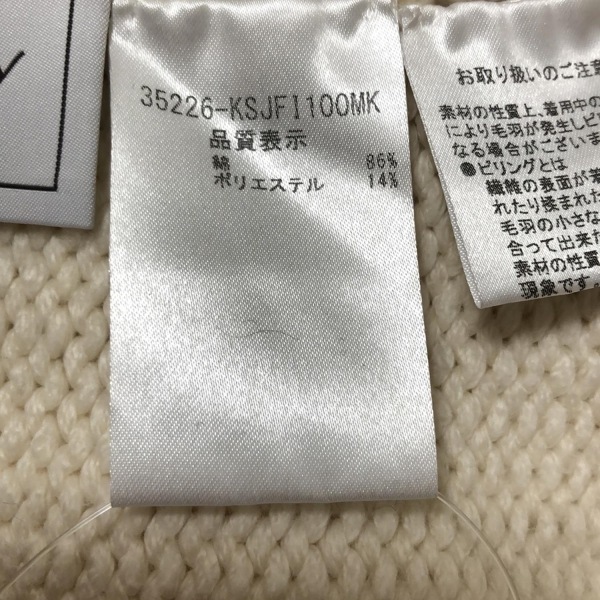 y
35226-KSJFI100MK
品質表示
綿 86%
ポリエステル 14%
お取り扱いのご注意
素材の性質上、着用中の
により毛羽が発生しピ
なる場合がございま
●ピリングとは
繊維の表面が着
れたり揉まれた
毛羽の小さな
合って出来た
素材の性質
現象です。